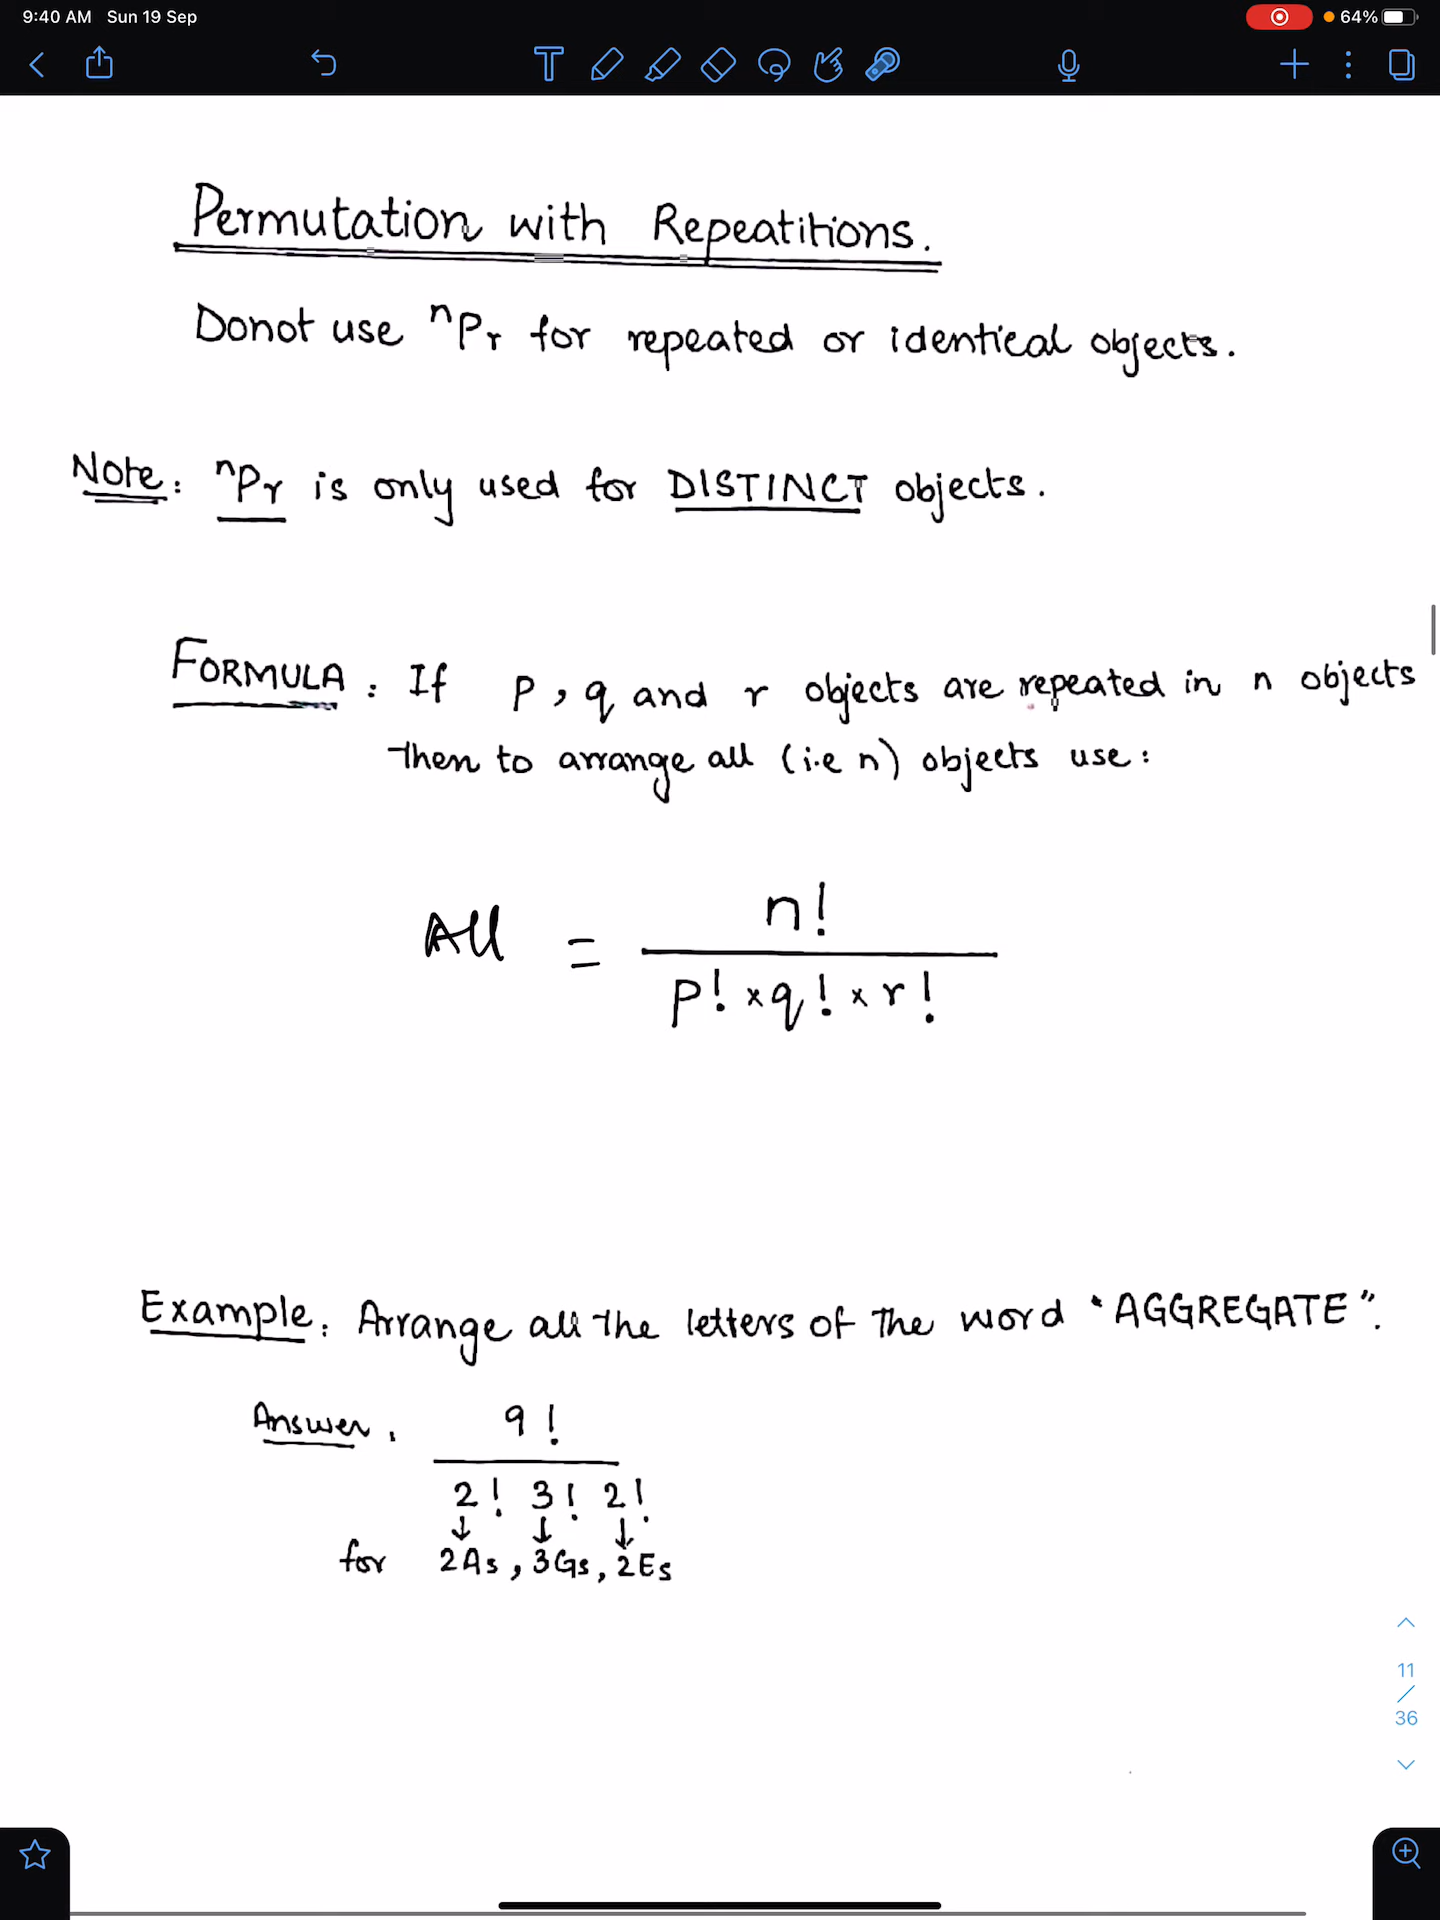 9:40 AM Sun 19 Sep
64%
Permutation with Repeatitions.
Donot use ⁿPᵣ for repeated or identical objects.
Note: ⁿPᵣ is only used for DISTINCT objects.
FORMULA: If p, q and r objects are repeated in n objects
then to arrange all (i.e n) objects use:
All = n! / p! × q! × r!
Example: Arrange all the letters of the word "AGGREGATE".
Answer. 9! / 2! 3! 2!
↓ ↓ ↓
for 2As, 3Gs, 2Es
11
/
36